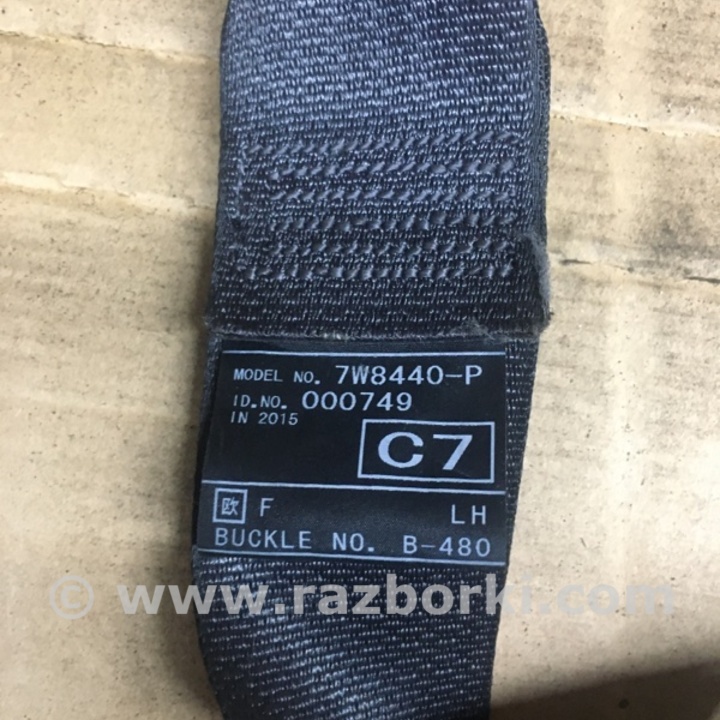 MODEL NO. 7W8440-P
ID.NO. 000749
IN 2015
C7
欧 F LH
BUCKLE NO. B-480
© www.razborki.com